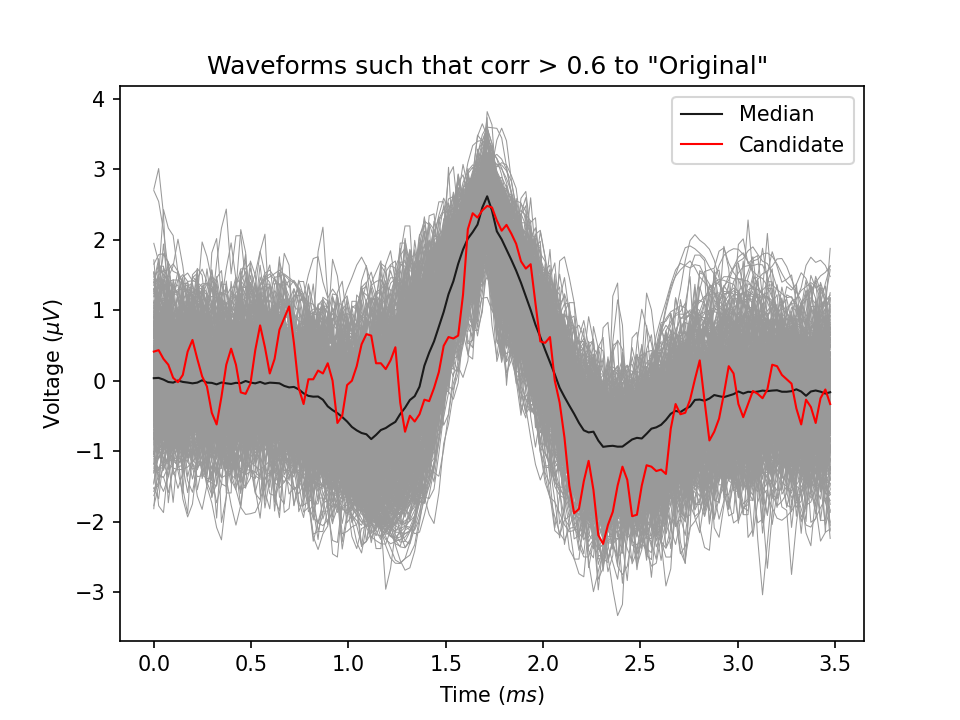 Waveforms such that corr > 0.6 to "Original"
Median
Candidate
4
3
2
1
0
−1
−2
−3
Voltage (μV)
0.0 0.5 1.0 1.5 2.0 2.5 3.0 3.5
Time (ms)